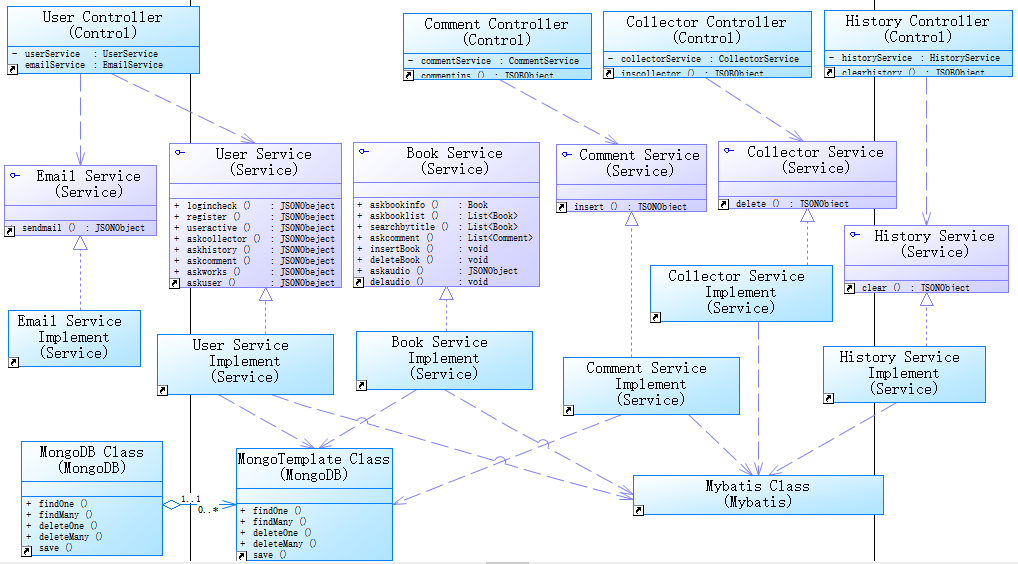 User Controller
(Control)
- userService : UserService
- emailService : EmailService
Comment Controller
(Control)
- commentService : CommentService
commentins () : JSOBObject
Collector Controller
(Control)
- collectorService : CollectorService
inscollector () : JSOBObject
History Controller
(Control)
- historyService : HistoryService
clearhistory () : JSOBObject
Email Service
(Service)
sendmail () : JSONObject
User Service
(Service)
+ logincheck () : JSONObeject
+ register () : JSONObeject
+ useractive () : JSONObeject
+ askcollector () : JSONObeject
+ askhistory () : JSONObeject
+ askcomment () : JSONObeject
+ askworks () : JSONObeject
askuser () : JSONObeject
Book Service
(Service)
+ askbookinfo () : Book
+ askbooklist () : List<Book>
+ searchbytitle () : List<Book>
+ askcomment () : List<Comment>
+ insertBook () : void
+ deleteBook () : void
+ askaudio () : JSONObject
delaudio () : void
Comment Service
(Service)
insert () : JSONObject
Collector Service
(Service)
delete () : JSONObject
History Service
(Service)
clear () : JSONObject
Email Service
Implement
(Service)
User Service
Implement
(Service)
Book Service
Implement
(Service)
Comment Service
Implement
(Service)
Collector Service
Implement
(Service)
History Service
Implement
(Service)
MongoDB Class
(MongoDB)
+ findOne ()
+ findMany ()
+ deleteOne ()
+ deleteMany ()
save ()
1..1
0..*
MongoTemplate Class
(MongoDB)
+ findOne ()
+ findMany ()
+ deleteOne ()
+ deleteMany ()
save ()
Mybatis Class
(Mybatis)